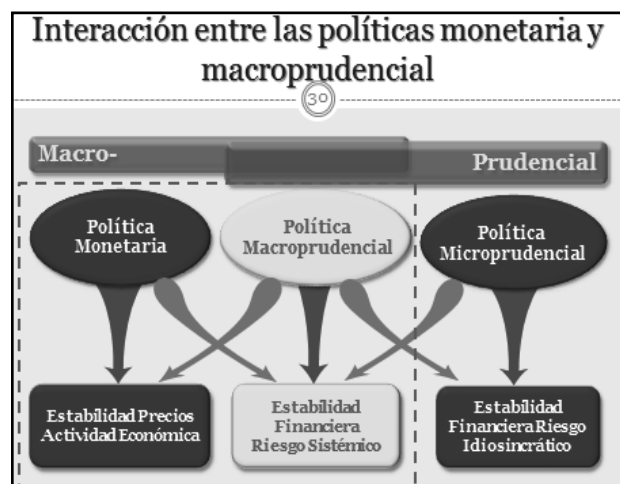 Interacción entre las políticas monetaria y
macroprudencial
30
Macro-
Prudencial
Política
Monetaria
Política
Macroprudencial
Política
Microprudencial
Estabilidad Precios
Actividad Económica
Estabilidad
Financiera
Riesgo Sistémico
Estabilidad
Financiera Riesgo
Idiosincrático